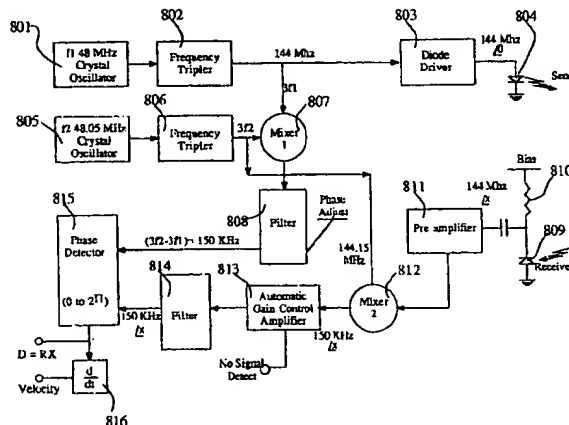 801
f1 48 MHz
Crystal
Oscillator
802
Frequency
Tripler
144 Mhz
803
Diode
Driver
144 Mhz
804
3f1
805
f2 48.05 MHz
Crystal
Oscillator
806
Frequency
Tripler
3f2
807
Mixer
1
808
Filter
Phase
Adjust
144.15
MHz
Bias
810
811
Pre amplifier
144 Mhz
809
Receive
815
Phase
Detector
(0 to 2Π)
(3f2-3f1)= 150 KHz
814
Filter
813
Automatic
Gain Control
Amplifier
812
Mixer
2
150 KHz
150 KHz
D = RX
No Signal
Detect
Velocity
d
dt
816